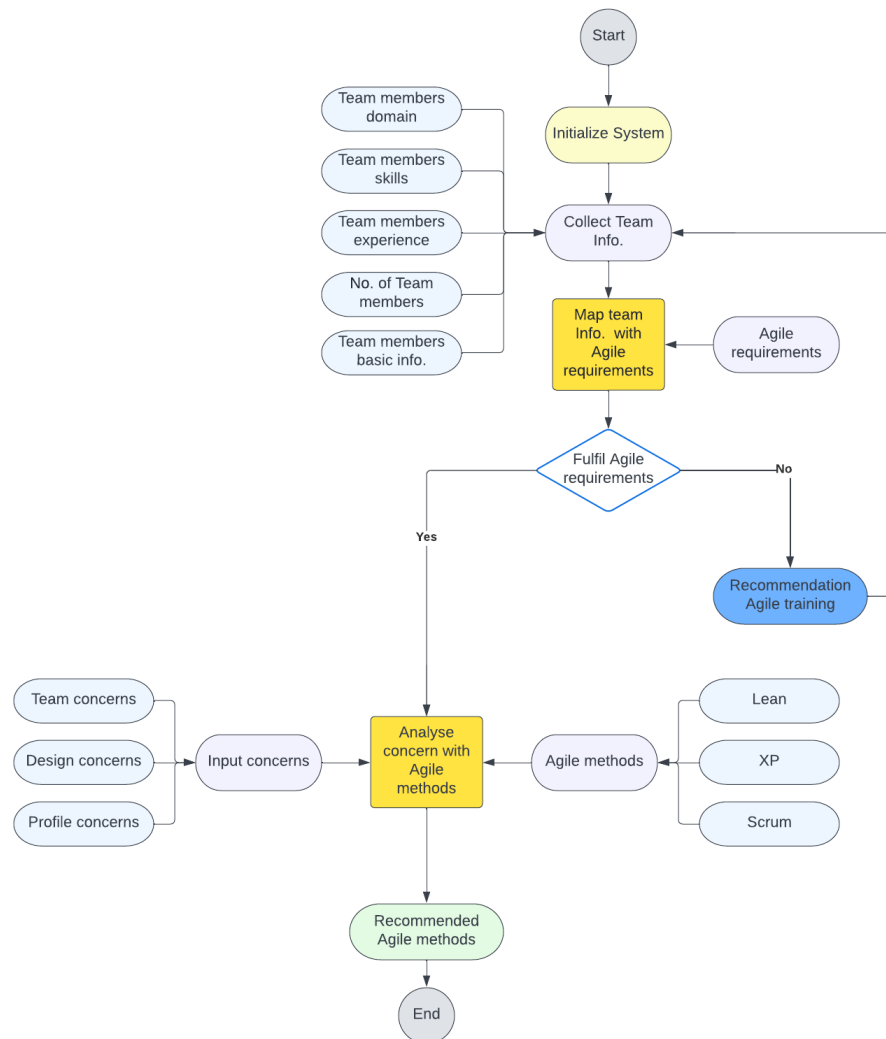 Start
Team members
domain
Initialize System
Team members
skills
Collect Team
Info.
Team members
experience
No. of Team
members
Team members
basic info.
Map team
Info. with
Agile
requirements
Agile
requirements
Fulfil Agile
requirements
No
Yes
Recommendation
Agile training
Team concerns
Design concerns
Profile concerns
Input concerns
Analyse
concern with
Agile
methods
Agile methods
Lean
XP
Scrum
Recommended
Agile methods
End